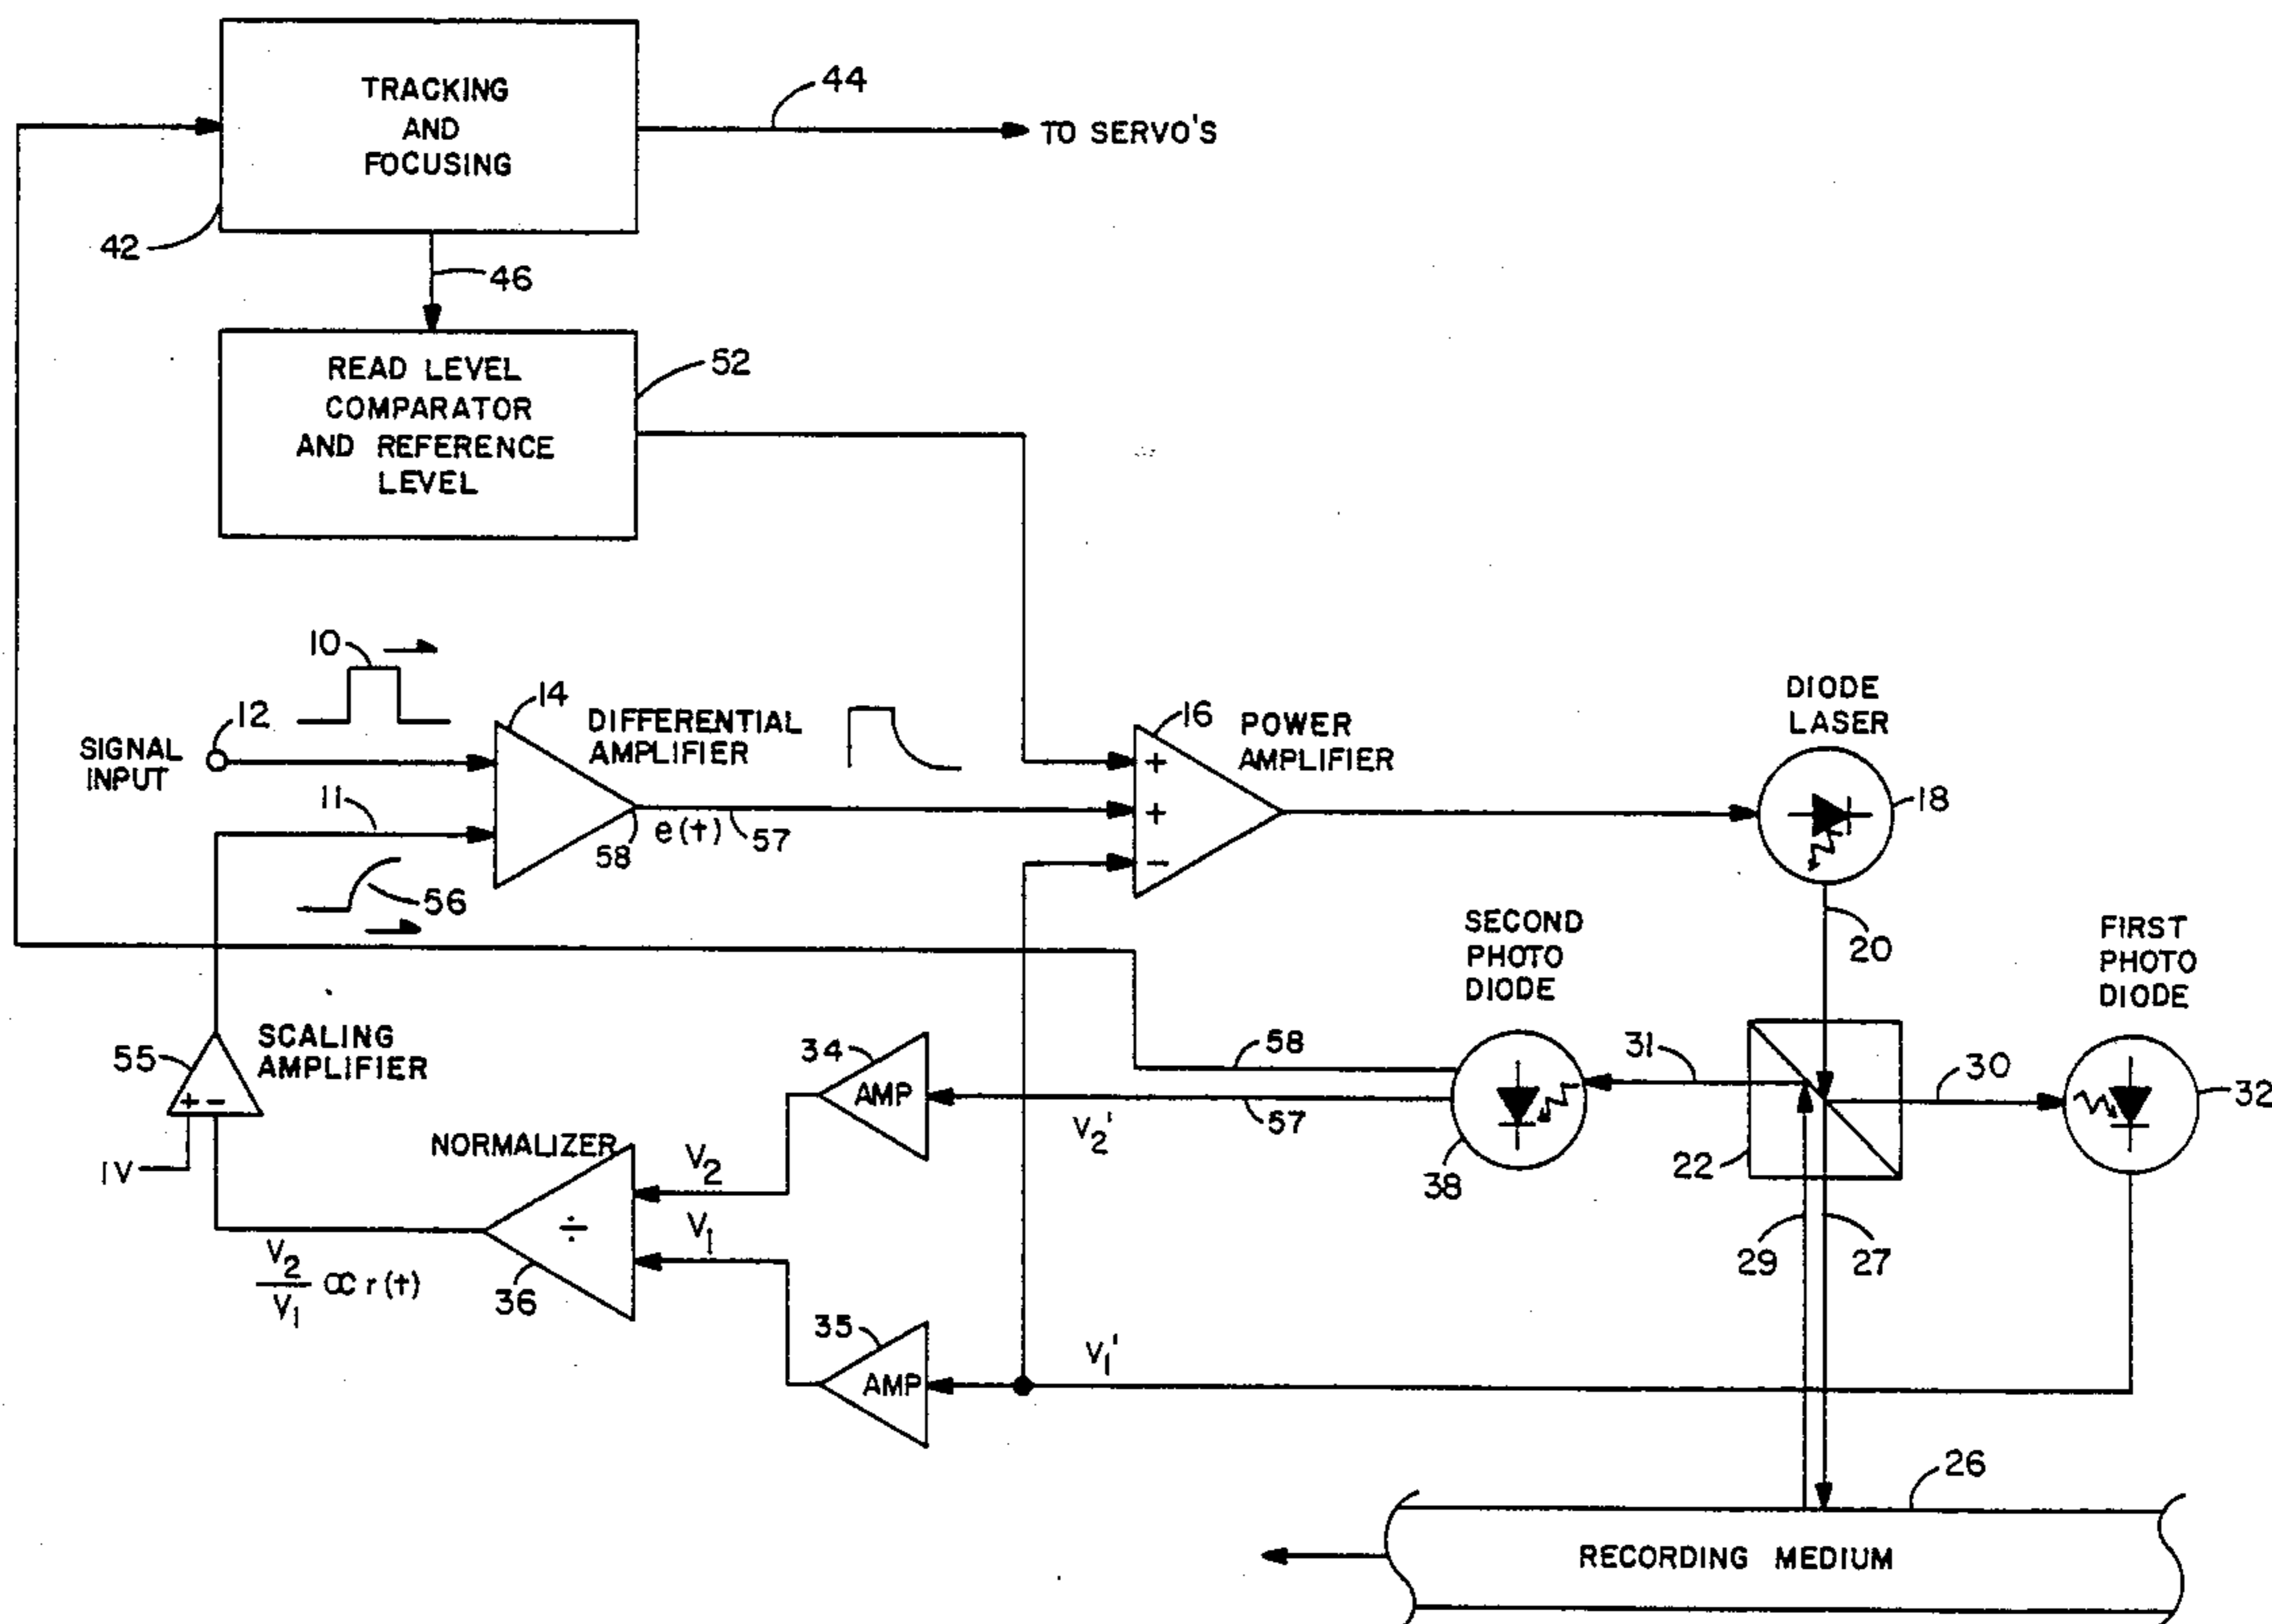 TRACKING
AND
FOCUSING
44
TO SERVO'S
42
46
READ LEVEL
COMPARATOR
AND REFERENCE
LEVEL
52
10
12
SIGNAL
INPUT
14
DIFFERENTIAL
AMPLIFIER
16
POWER
AMPLIFIER
+
+
-
DIODE
LASER
18
11
58
e(t)
57
56
20
SECOND
PHOTO
DIODE
FIRST
PHOTO
DIODE
55
SCALING
AMPLIFIER
+ -
1V
34
AMP
58
57
V2'
31
30
32
38
22
NORMALIZER
÷
36
V2
V1
V2/V1 ∝ r(t)
29
27
35
AMP
V1'
26
RECORDING MEDIUM